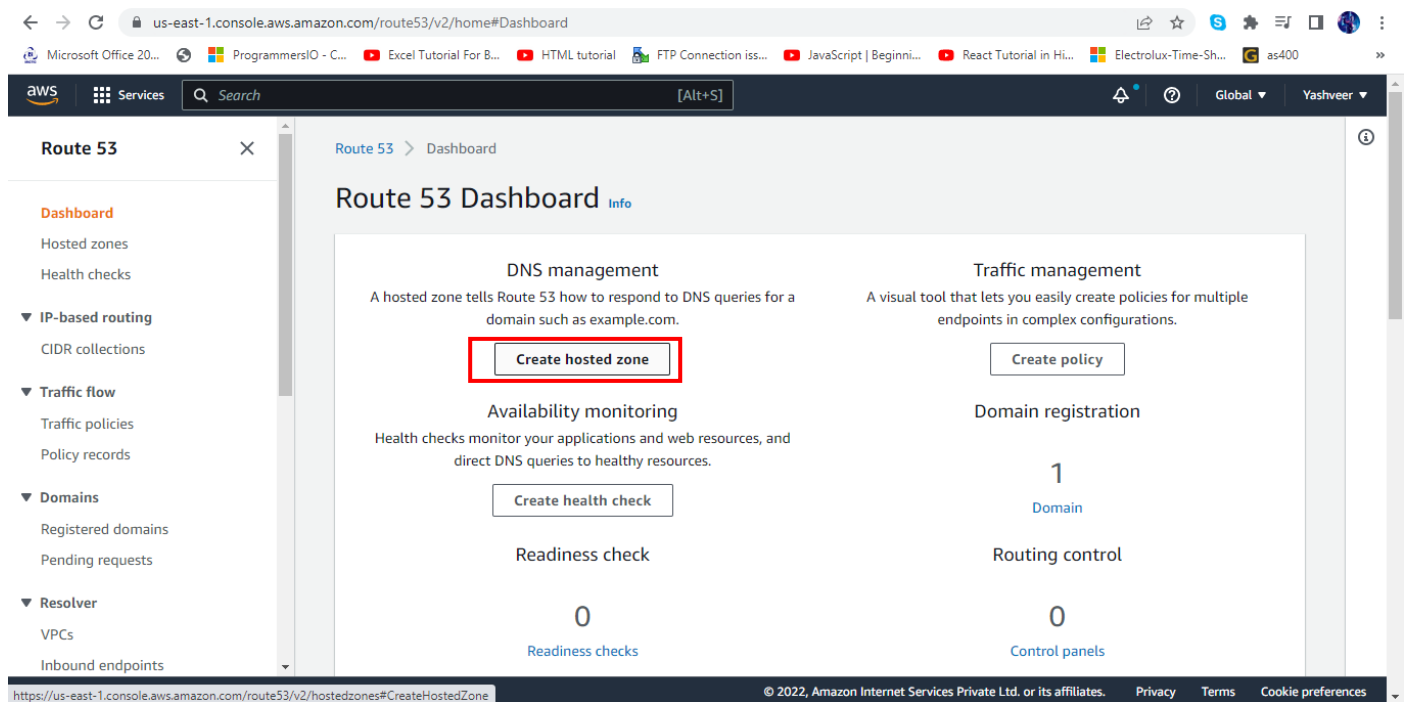 us-east-1.console.aws.amazon.com/route53/v2/home#Dashboard
Microsoft Office 20... ProgrammersIO - C... Excel Tutorial For B... HTML tutorial FTP Connection iss... JavaScript | Beginni... React Tutorial in Hi... Electrolux-Time-Sh... as400 »
aws Services Search [Alt+S] Global Yashveer
Route 53
Dashboard
Hosted zones
Health checks
IP-based routing
CIDR collections
Traffic flow
Traffic policies
Policy records
Domains
Registered domains
Pending requests
Resolver
VPCs
Inbound endpoints
Route 53 > Dashboard
Route 53 Dashboard Info
DNS management
A hosted zone tells Route 53 how to respond to DNS queries for a
domain such as example.com.
Create hosted zone
Traffic management
A visual tool that lets you easily create policies for multiple
endpoints in complex configurations.
Create policy
Availability monitoring
Health checks monitor your applications and web resources, and
direct DNS queries to healthy resources.
Create health check
Domain registration
1
Domain
Readiness check
0
Readiness checks
Routing control
0
Control panels
https://us-east-1.console.aws.amazon.com/route53/v2/hostedzones#CreateHostedZone
© 2022, Amazon Internet Services Private Ltd. or its affiliates. Privacy Terms Cookie preferences